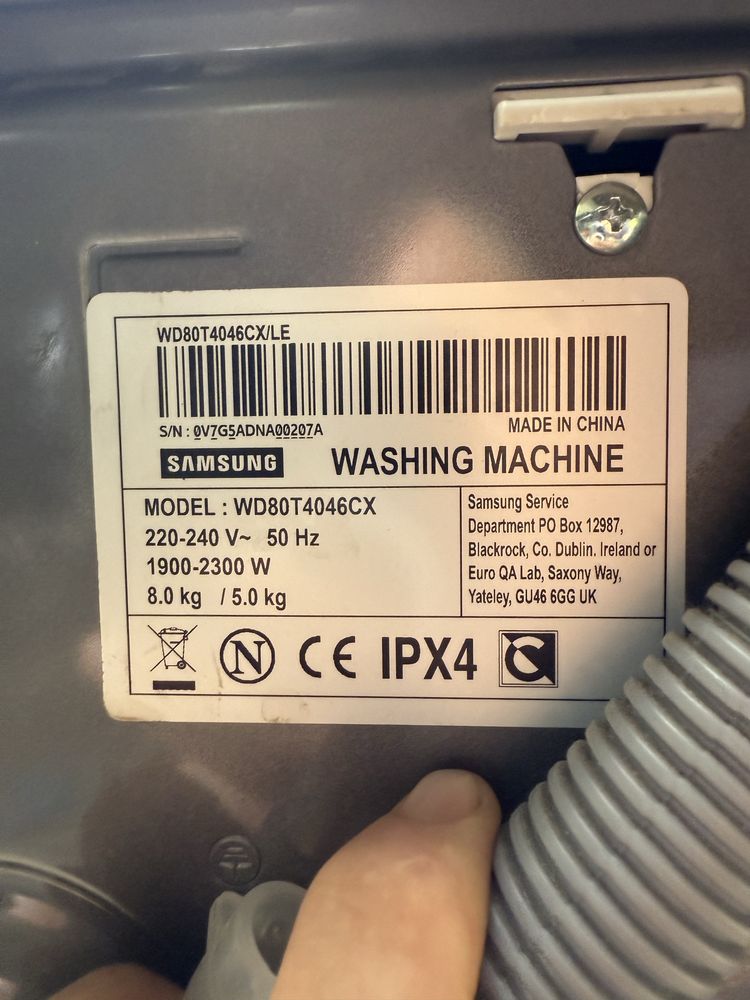 WD80T4046CX/LE
S/N : 0V7G5ADNA00207A
MADE IN CHINA
SAMSUNG
WASHING MACHINE
MODEL : WD80T4046CX
220-240 V~ 50 Hz
1900-2300 W
8.0 kg / 5.0 kg
Samsung Service
Department PO Box 12987,
Blackrock, Co. Dublin. Ireland or
Euro QA Lab, Saxony Way,
Yateley, GU46 6GG UK
N CE IPX4